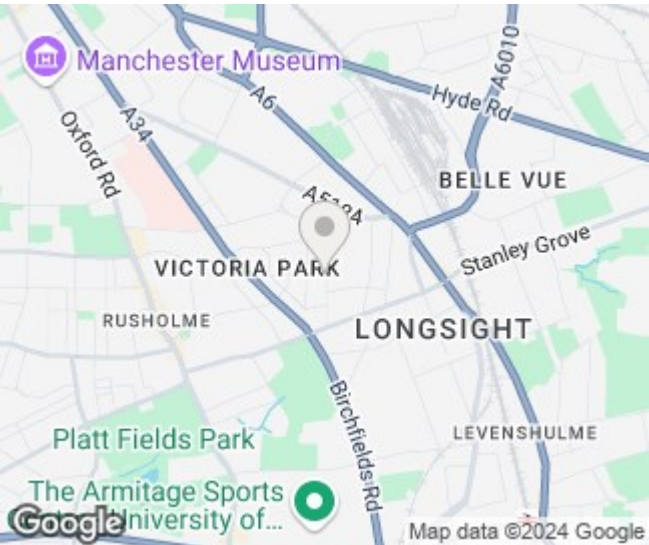 Manchester Museum
A6010
Hyde Rd
A6
A34
Oxford Rd
BELLE VUE
A5184
Stanley Grove
VICTORIA PARK
RUSHOLME
LONGSIGHT
Birchfields Rd
Platt Fields Park
LEVENSHULME
The Armitage Sports
University of...
Google
Map data ©2024 Google